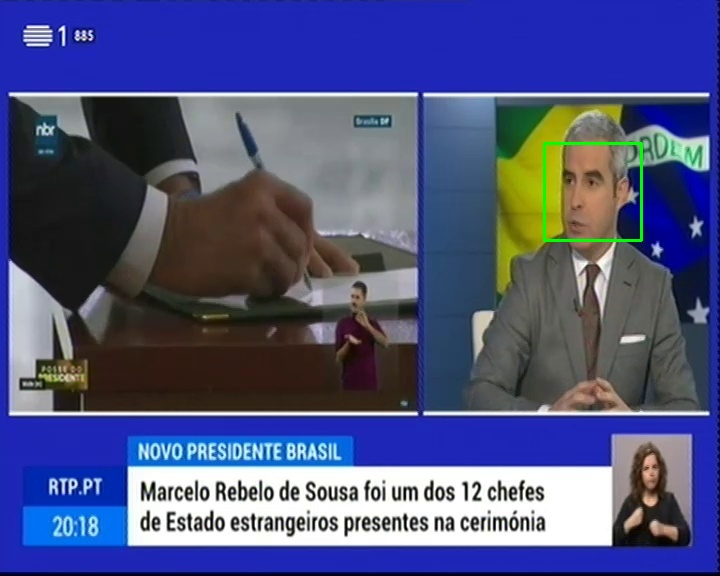 1 885
nbr
Brasília DF
ORDEM
POSSE DO
PRESIDENTE
NOVO PRESIDENTE BRASIL
RTP.PT
Marcelo Rebelo de Sousa foi um dos 12 chefes
20:18
de Estado estrangeiros presentes na cerimónia